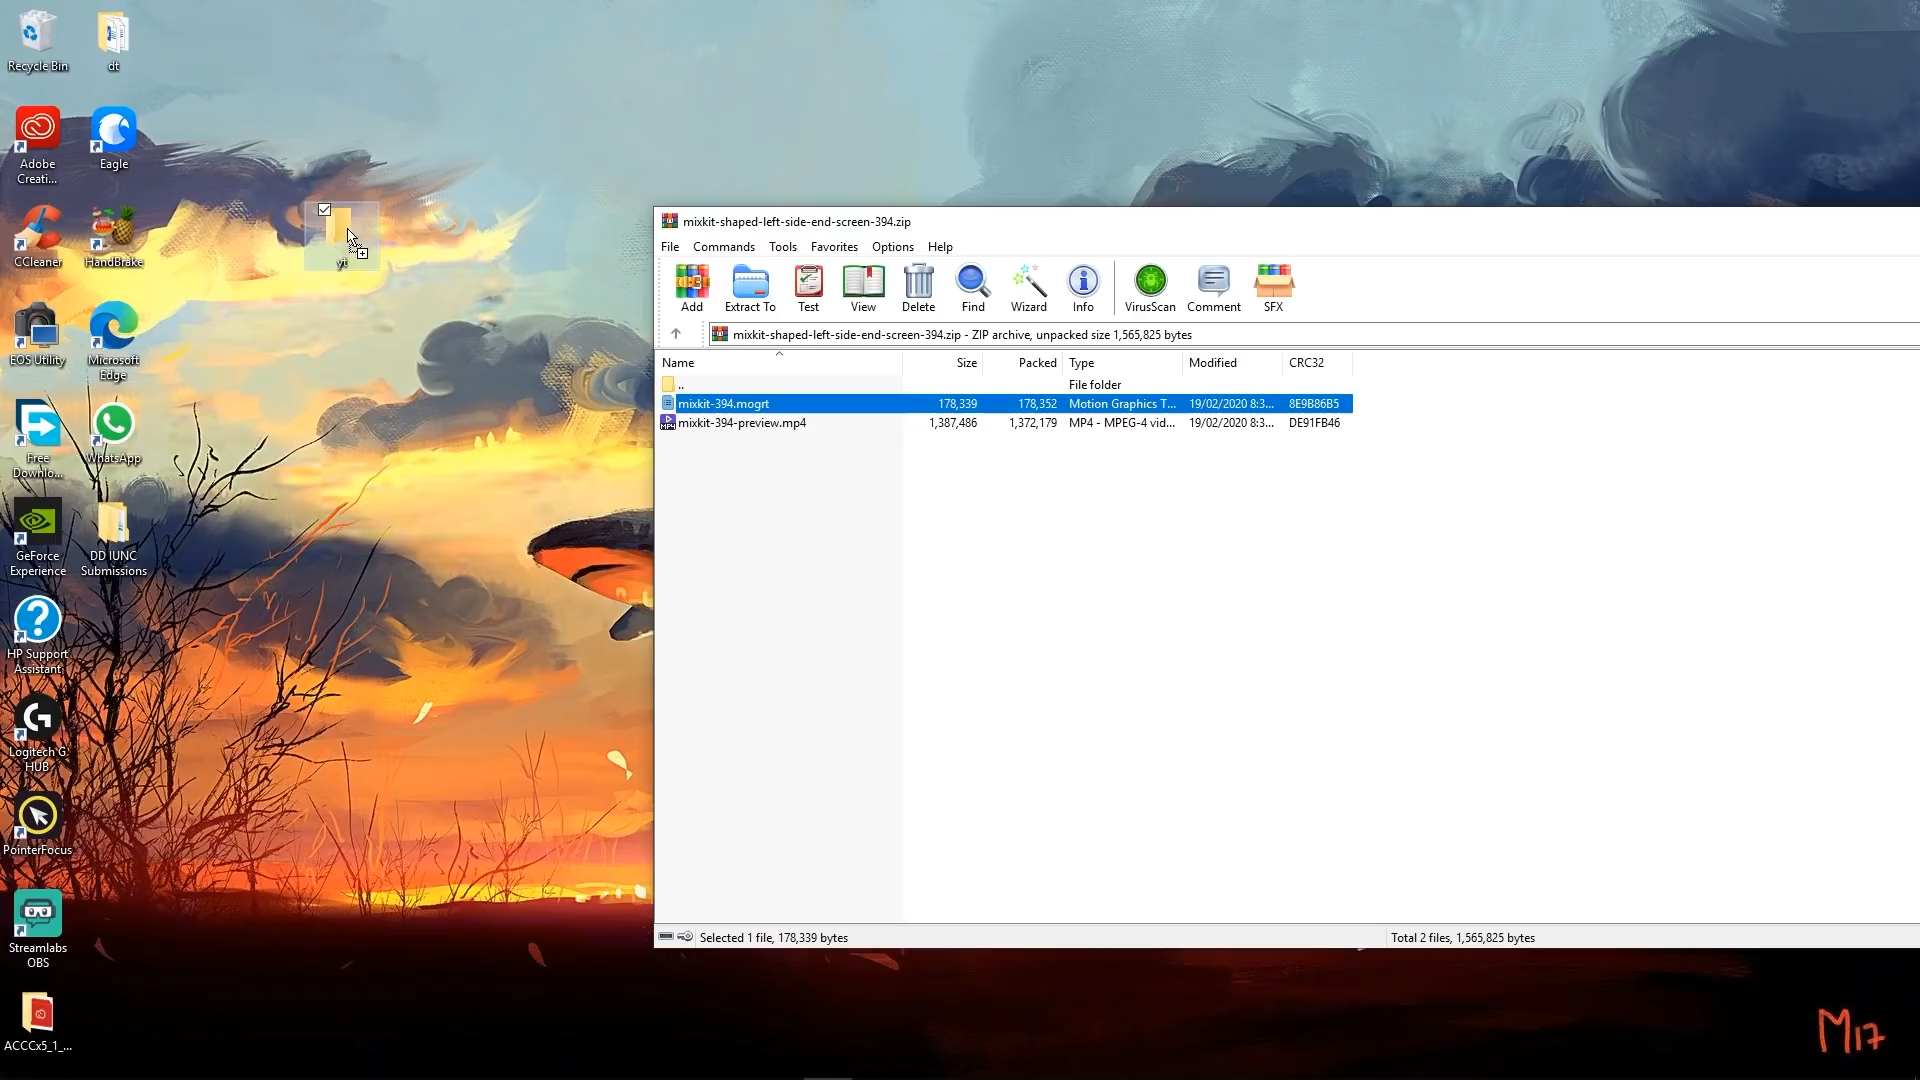 Recycle Bin
dt
Adobe
Creati...
Eagle
CCleaner
HandBrake
yt
EOS Utility
Microsoft
Edge
Free
Downlo...
WhatsApp
GeForce
Experience
DD IUNC
Submissions
HP Support
Assistant
Logitech G
HUB
PointerFocus
Streamlabs
OBS
ACCCx5_1_...
mixkit-shaped-left-side-end-screen-394.zip
File Commands Tools Favorites Options Help
Add Extract To Test View Delete Find Wizard Info VirusScan Comment SFX
mixkit-shaped-left-side-end-screen-394.zip - ZIP archive, unpacked size 1,565,825 bytes
Name Size Packed Type Modified CRC32
.. File folder
mixkit-394.mogrt 178,339 178,352 Motion Graphics T... 19/02/2020 8:3... 8E9B86B5
MP4 mixkit-394-preview.mp4 1,387,486 1,372,179 MP4 - MPEG-4 vid... 19/02/2020 8:3... DE91FB46
Selected 1 file, 178,339 bytes
Total 2 files, 1,565,825 bytes
M17